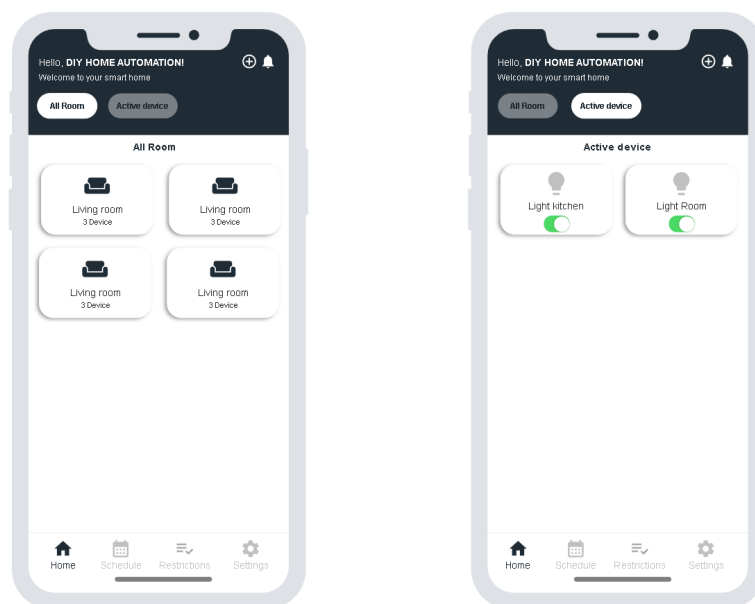 Hello, DIY HOME AUTOMATION!
Welcome to your smart home
All Room Active device
All Room
Living room Living room
3 Device 3 Device
Living room Living room
3 Device 3 Device
Home Schedule Restrictions Settings
Hello, DIY HOME AUTOMATION!
Welcome to your smart home
All Room Active device
Active device
Light kitchen Light Room
Home Schedule Restrictions Settings